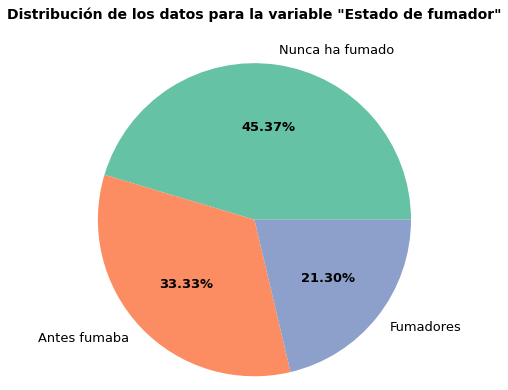 Distribución de los datos para la variable "Estado de fumador"
Nunca ha fumado
45.37%
33.33%
21.30%
Fumadores
Antes fumaba